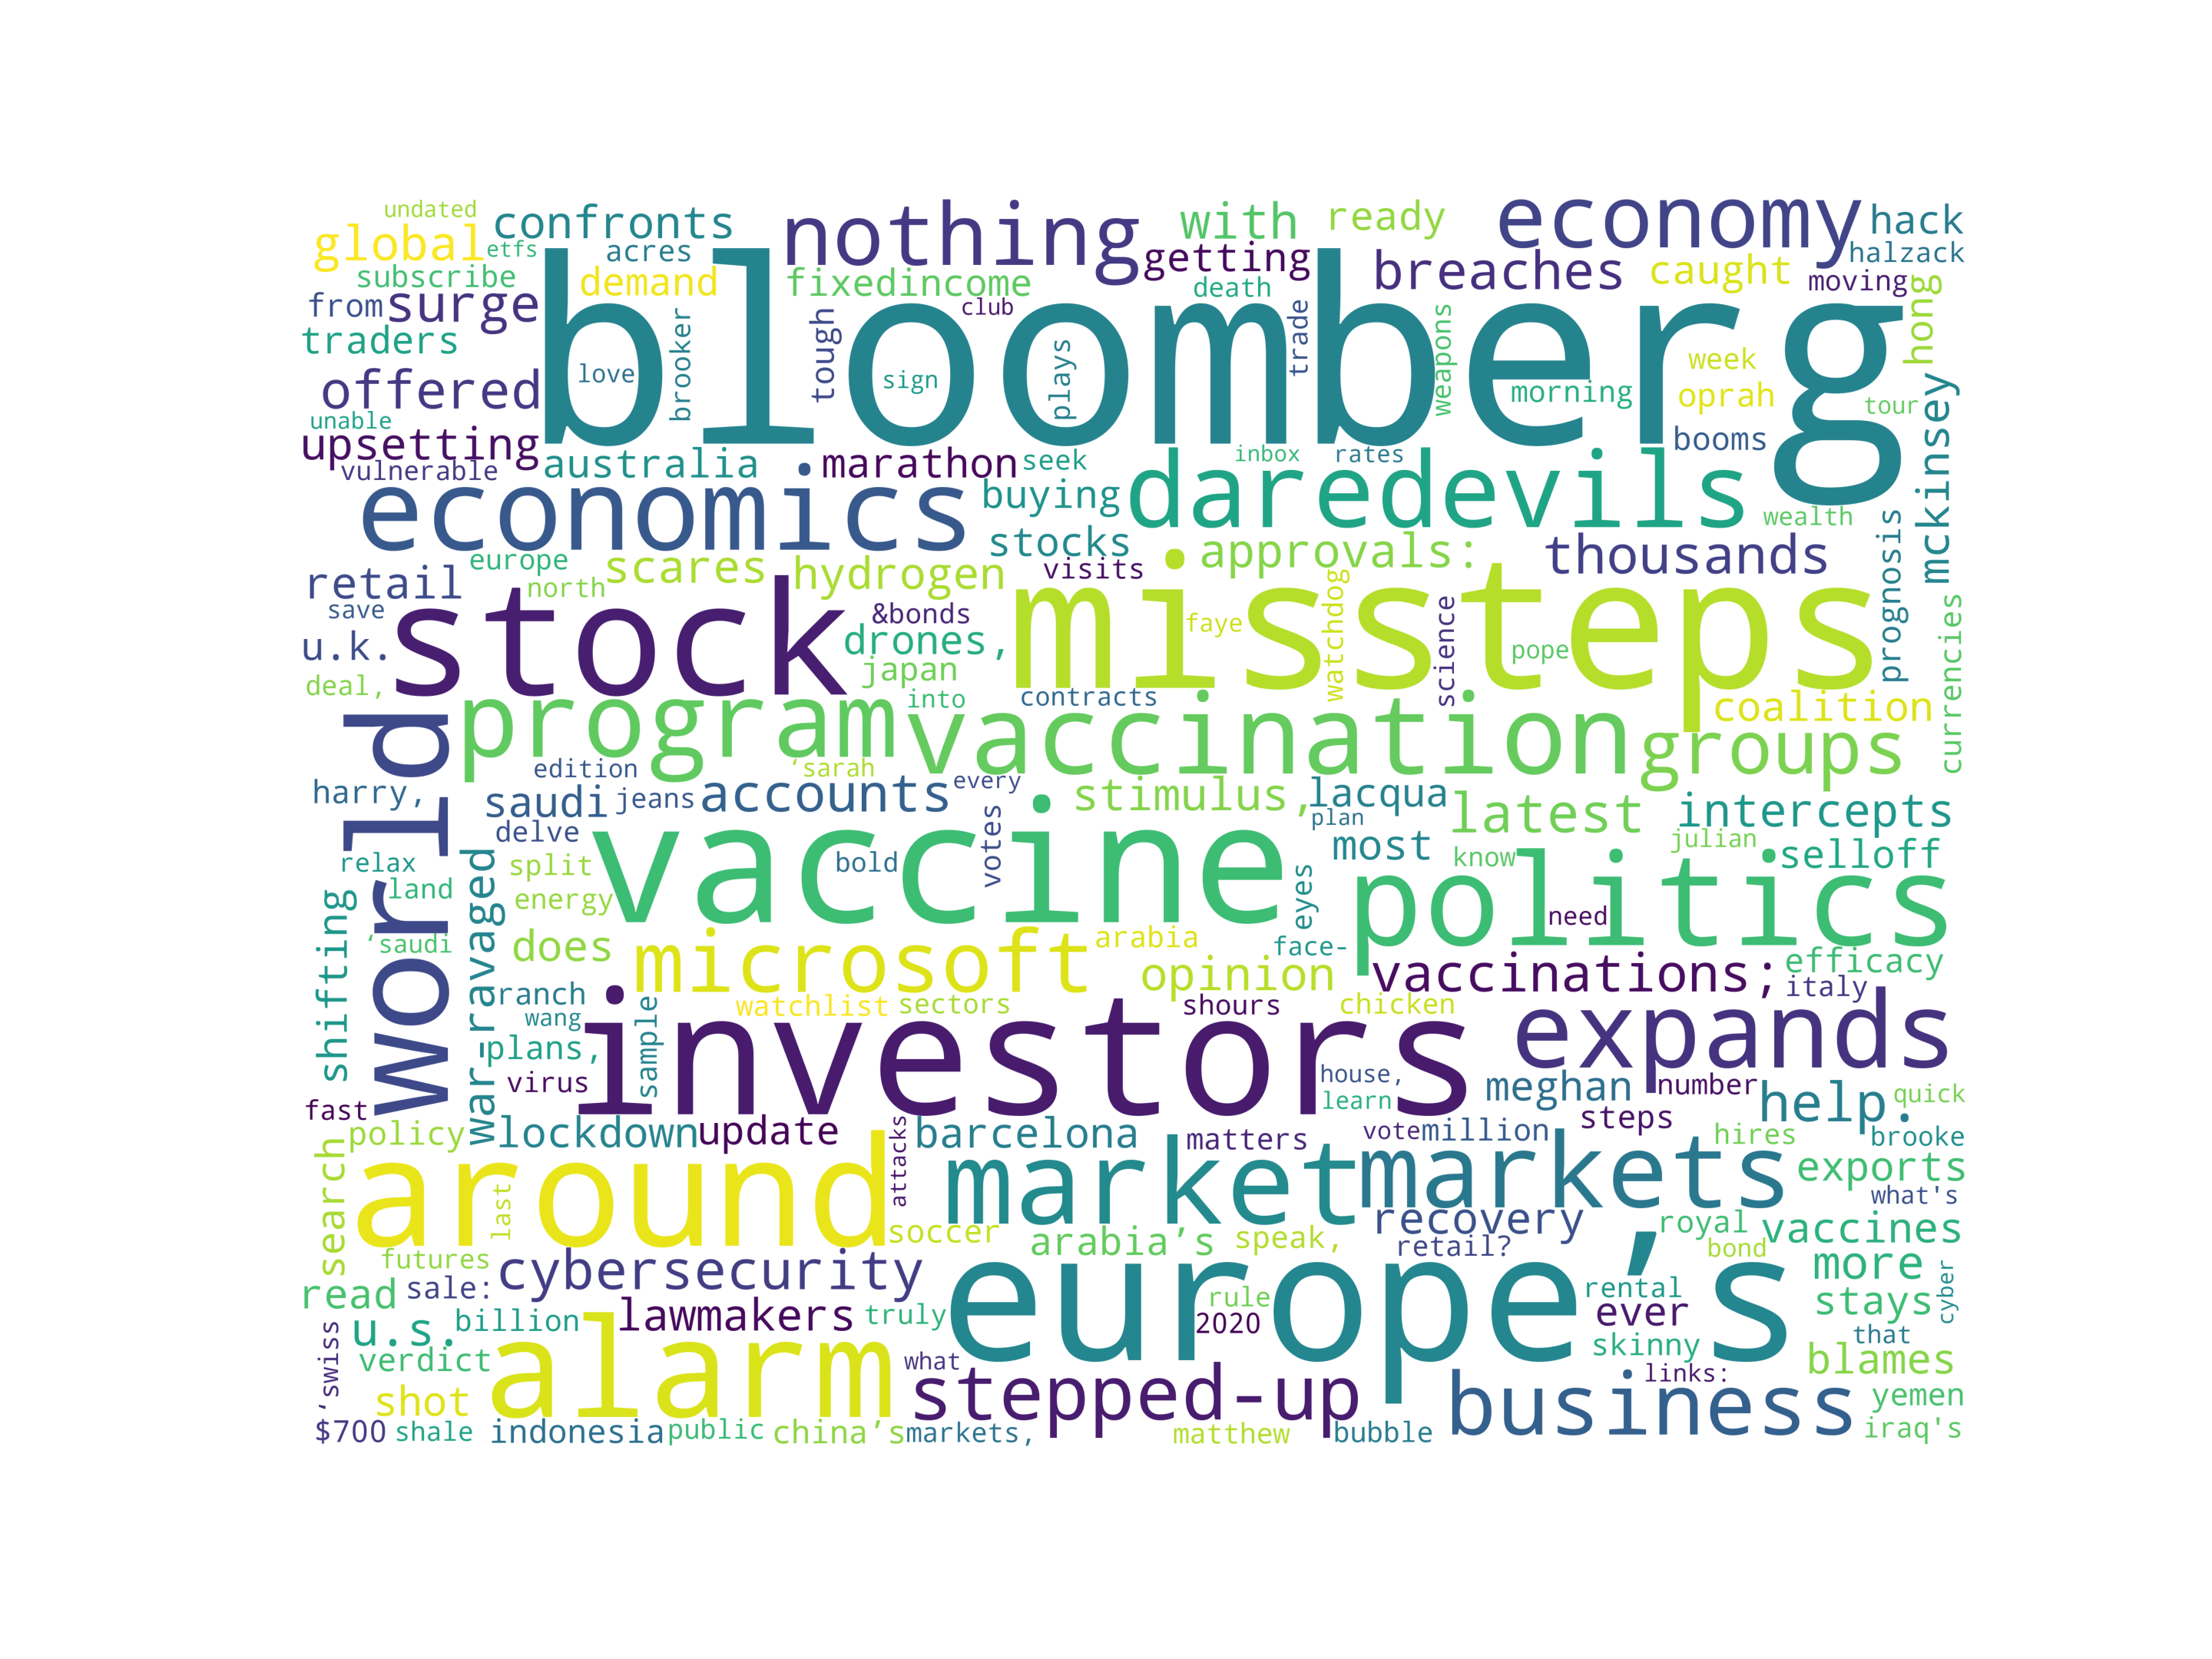 undated
confronts
nothing
with
ready
economy
hack
global
etfs
acres
getting
halzack
subscribe
demand
fixedincome
death
breaches
caught
moving
from
surge
bloomberg
club
traders
brooker
tough
trade
weapons
hong
love
sign
plays
week
offered
morning
oprah
tour
unable
upsetting
booms
mckinsey
vulnerable
australia
marathon
seek
inbox
rates
economics
buying
daredevils
wealth
stocks
approvals:
thousands
prognosis
europe
scares
hydrogen
visits
retail
north
save
stock
&bonds
missteps
faye
watchdog
science
currencies
u.k.
drones,
pope
japan
deal,
into
contracts
coalition
world
program
vaccination
groups
edition
‘sarah
every
harry,
saudi
jeans
accounts
stimulus,
lacqua
latest
intercepts
delve
votes
plan
julian
relax
split
vaccine
bold
most
know
selloff
land
energy
eyes
politics
need
war-ravaged
shifting
‘saudi
does
microsoft
arabia
face-
opinion
vaccinations;
efficacy
ranch
italy
wang
watchlist
sectors
shours
chicken
plans,
sample
investors
expands
virus
house,
meghan
number
help.
quick
fast
learn
steps
policy
lockdown
update
barcelona
matters
vote
million
hires
brooke
search
around
attacks
market
markets
exports
last
what's
soccer
recovery
royal
vaccines
futures
arabia’s
speak,
retail?
bond
read
sale:
cybersecurity
europe’s
more
cyber
rule
rental
stays
u.s.
billion
lawmakers
truly
2020
ever
that
‘swiss
verdict
alarm
what
skinny
blames
shot
stepped-up
links:
business
yemen
$700
shale
indonesia
public
china’s
markets,
matthew
bubble
iraq's